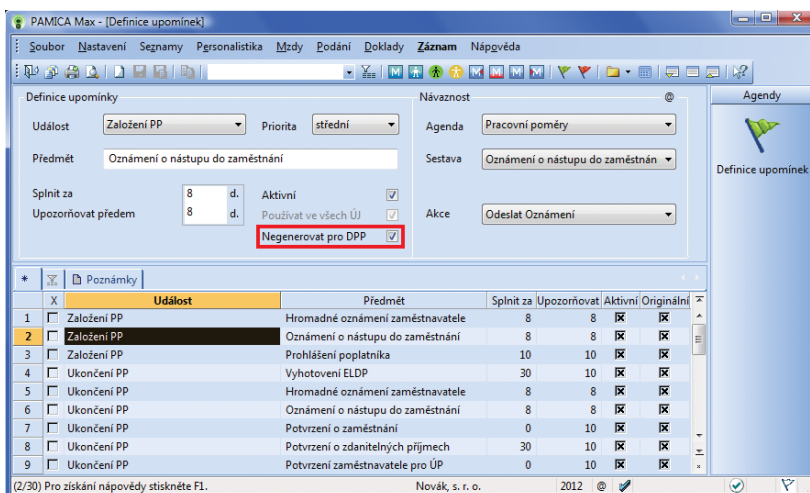 PAMICA Max - [Definice upomínek]
Soubor Nastavení Seznamy Personalistika Mzdy Podání Doklady Záznam Nápověda
Definice upomínky Návaznost @ Agendy
Událost Založení PP Priorita střední Agenda Pracovní poměry
Předmět Oznámení o nástupu do zaměstnání Sestava Oznámení o nástupu do zaměstnán
Definice upomínek
Splnit za 8 d. Aktivní
Upozorňovat předem 8 d. Používat ve všech ÚJ Akce Odeslat Oznámení
Negenerovat pro DPP
* Poznámky
X Událost Předmět Splnit za Upozorňovat Aktivní Originální
1 Založení PP Hromadné oznámení zaměstnavatele 8 8
2 Založení PP Oznámení o nástupu do zaměstnání 8 8
3 Založení PP Prohlášení poplatníka 10 10
4 Ukončení PP Vyhotovení ELDP 30 10
5 Ukončení PP Hromadné oznámení zaměstnavatele 8 8
6 Ukončení PP Oznámení o nástupu do zaměstnání 8 8
7 Ukončení PP Potvrzení o zaměstnání 0 10
8 Ukončení PP Potvrzení o zdanitelných příjmech 30 10
9 Ukončení PP Potvrzení zaměstnavatele pro ÚP 0 10
(2/30) Pro získání nápovědy stiskněte F1. Novák, s. r. o. 2012 @